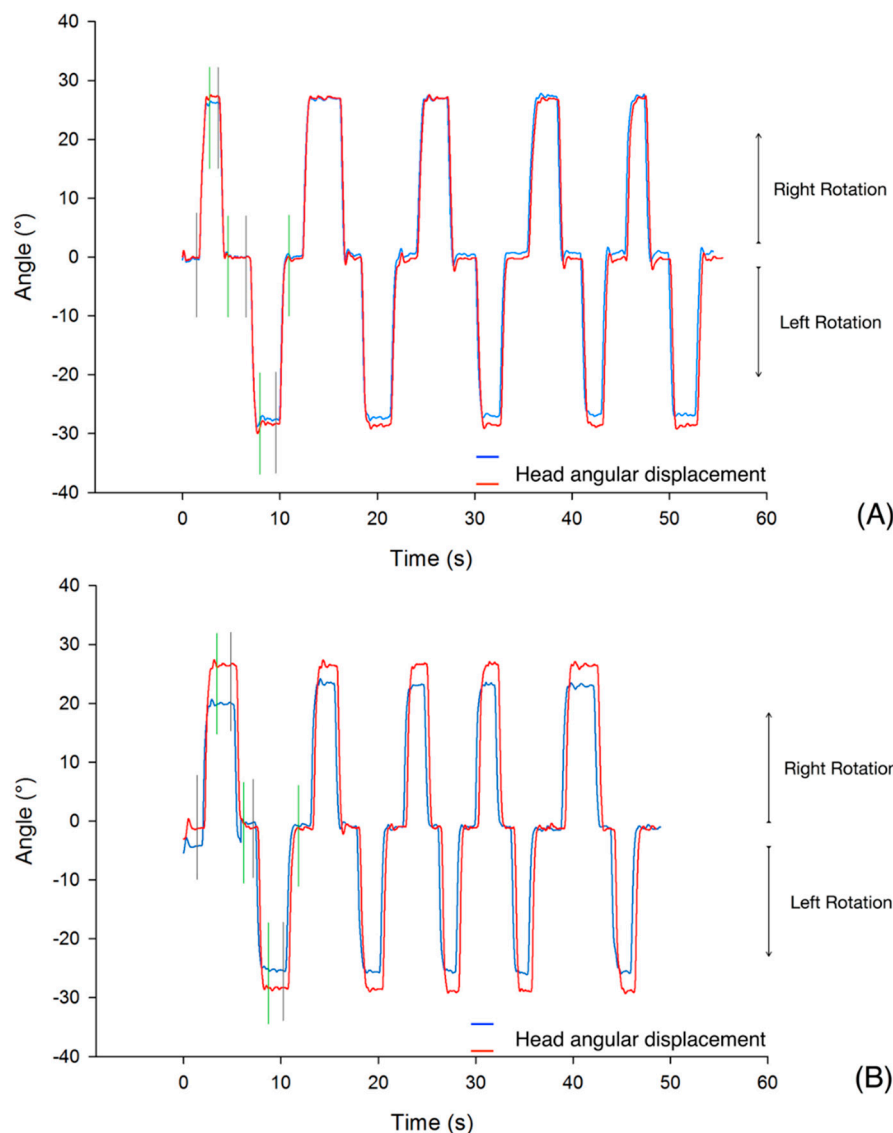 40
30
20
10
0
-10
-20
-30
-40
Angle (°)
Right Rotation
Left Rotation
Head angular displacement
0 10 20 30 40 50 60
Time (s)
(A)
40
30
20
10
0
-10
-20
-30
-40
Angle (°)
Right Rotation
Left Rotation
Head angular displacement
0 10 20 30 40 50 60
Time (s)
(B)